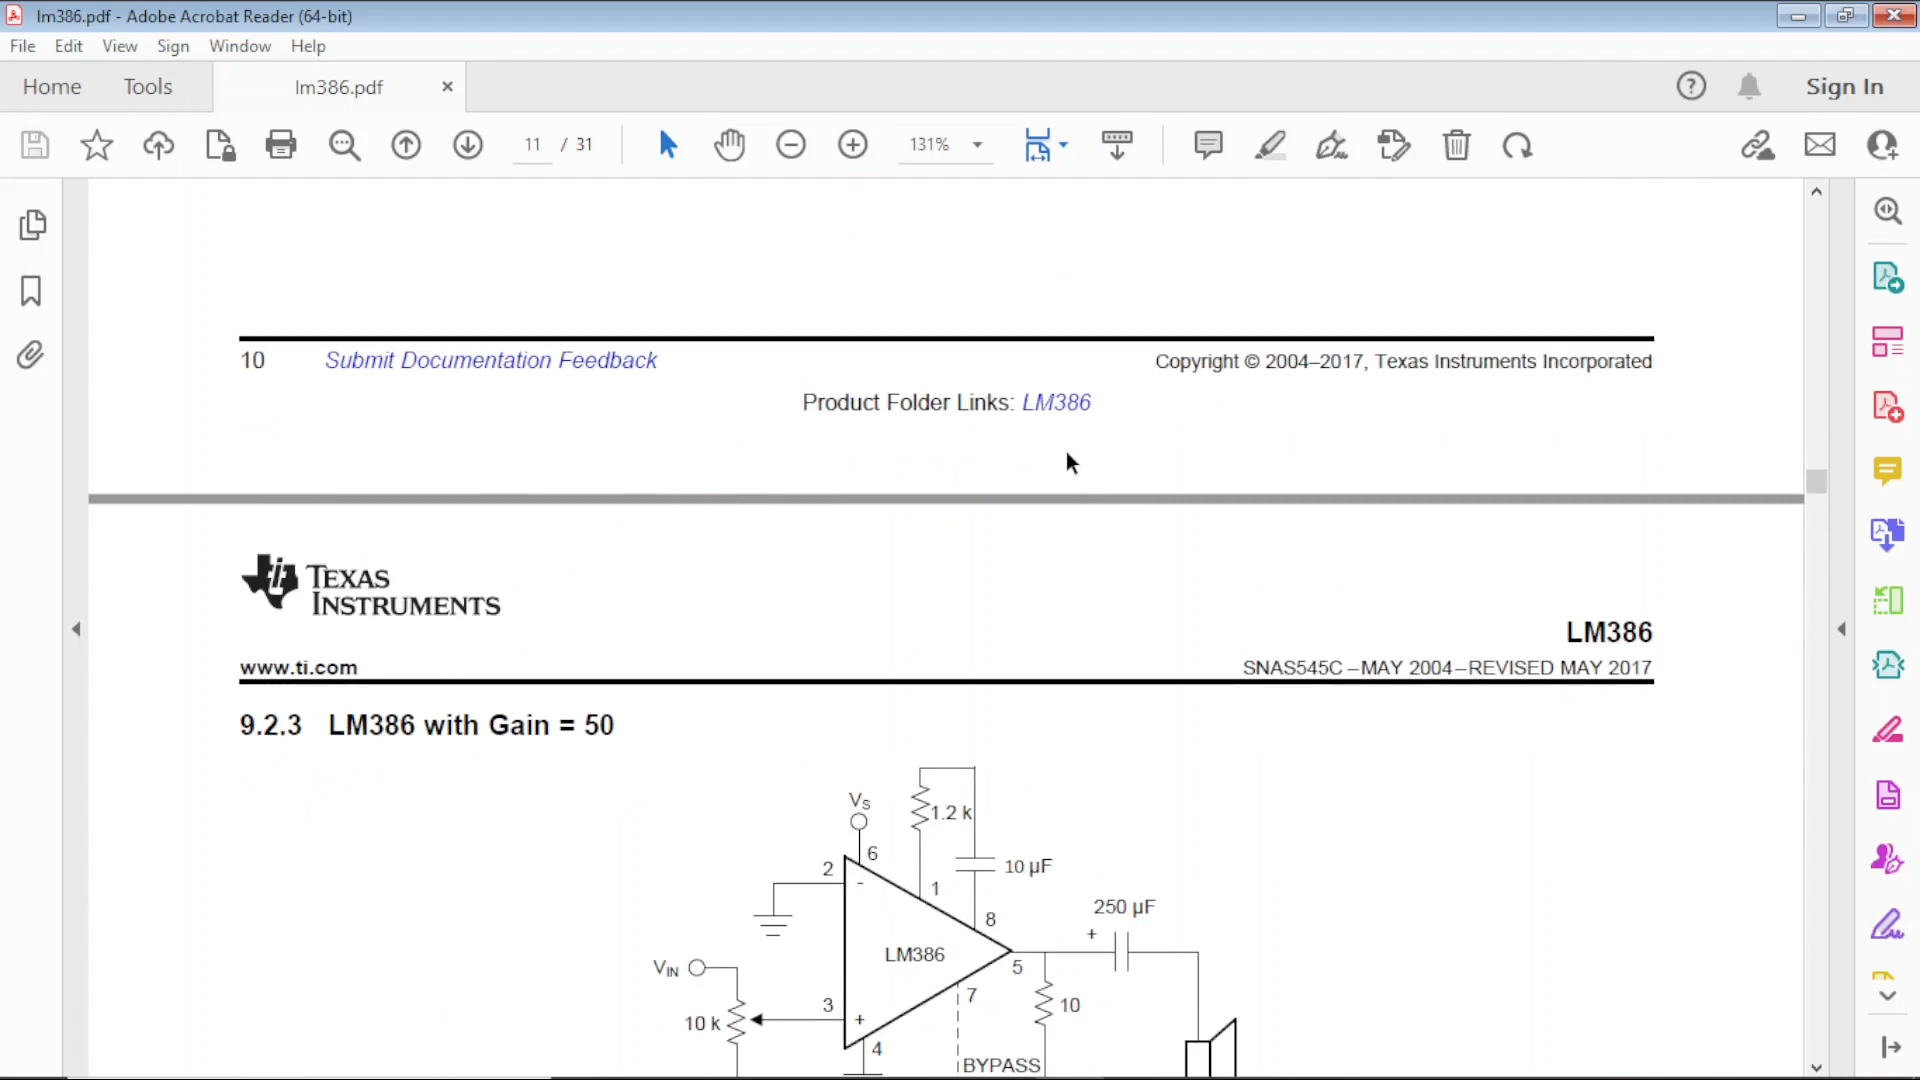 lm386.pdf - Adobe Acrobat Reader (64-bit)
File Edit View Sign Window Help
Home Tools lm386.pdf Sign In
11 / 31 131%
10 Submit Documentation Feedback Copyright © 2004–2017, Texas Instruments Incorporated
Product Folder Links: LM386
TEXAS
INSTRUMENTS
LM386
www.ti.com SNAS545C – MAY 2004 – REVISED MAY 2017
9.2.3 LM386 with Gain = 50
VS
1.2 k
6
2
-
10 µF
1
250 µF
8
+
LM386
5
VIN
7
3
10
10 k
+
4
BYPASS